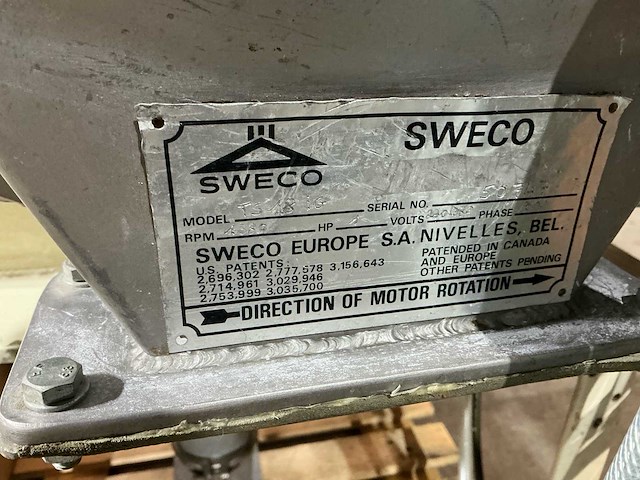 SWECO
SWECO
MODEL SERIAL NO.
RPM HP VOLTS PHASE
SWECO EUROPE S.A. NIVELLES, BEL.
U.S. PATENTS:
2,696,302 2,777,578 3,156,643
2,714,961 3,029,946
2,753,999 3,035,700
PATENTED IN CANADA
AND EUROPE
OTHER PATENTS PENDING
DIRECTION OF MOTOR ROTATION